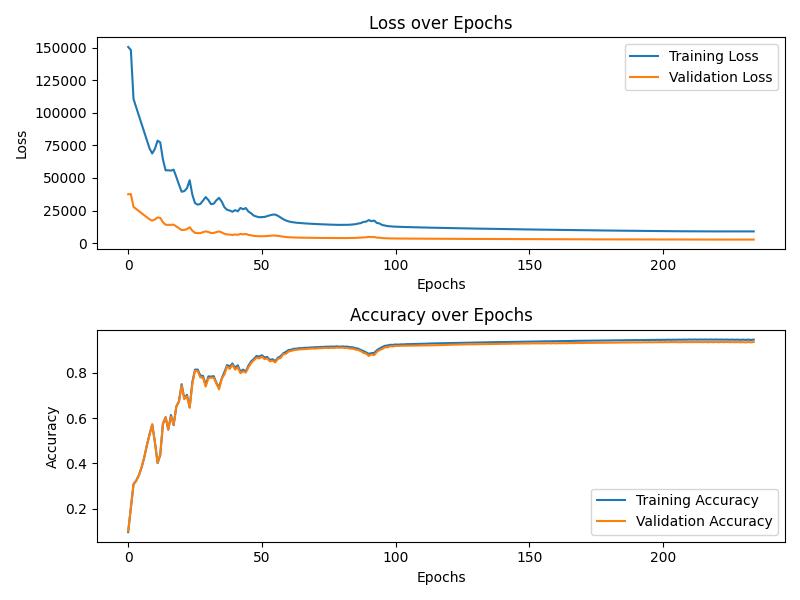 Loss over Epochs
150000
125000
100000
75000
50000
25000
0
Loss
Training Loss
Validation Loss
0 50 100 150 200
Epochs
Accuracy over Epochs
0.8
0.6
0.4
0.2
Accuracy
Training Accuracy
Validation Accuracy
0 50 100 150 200
Epochs